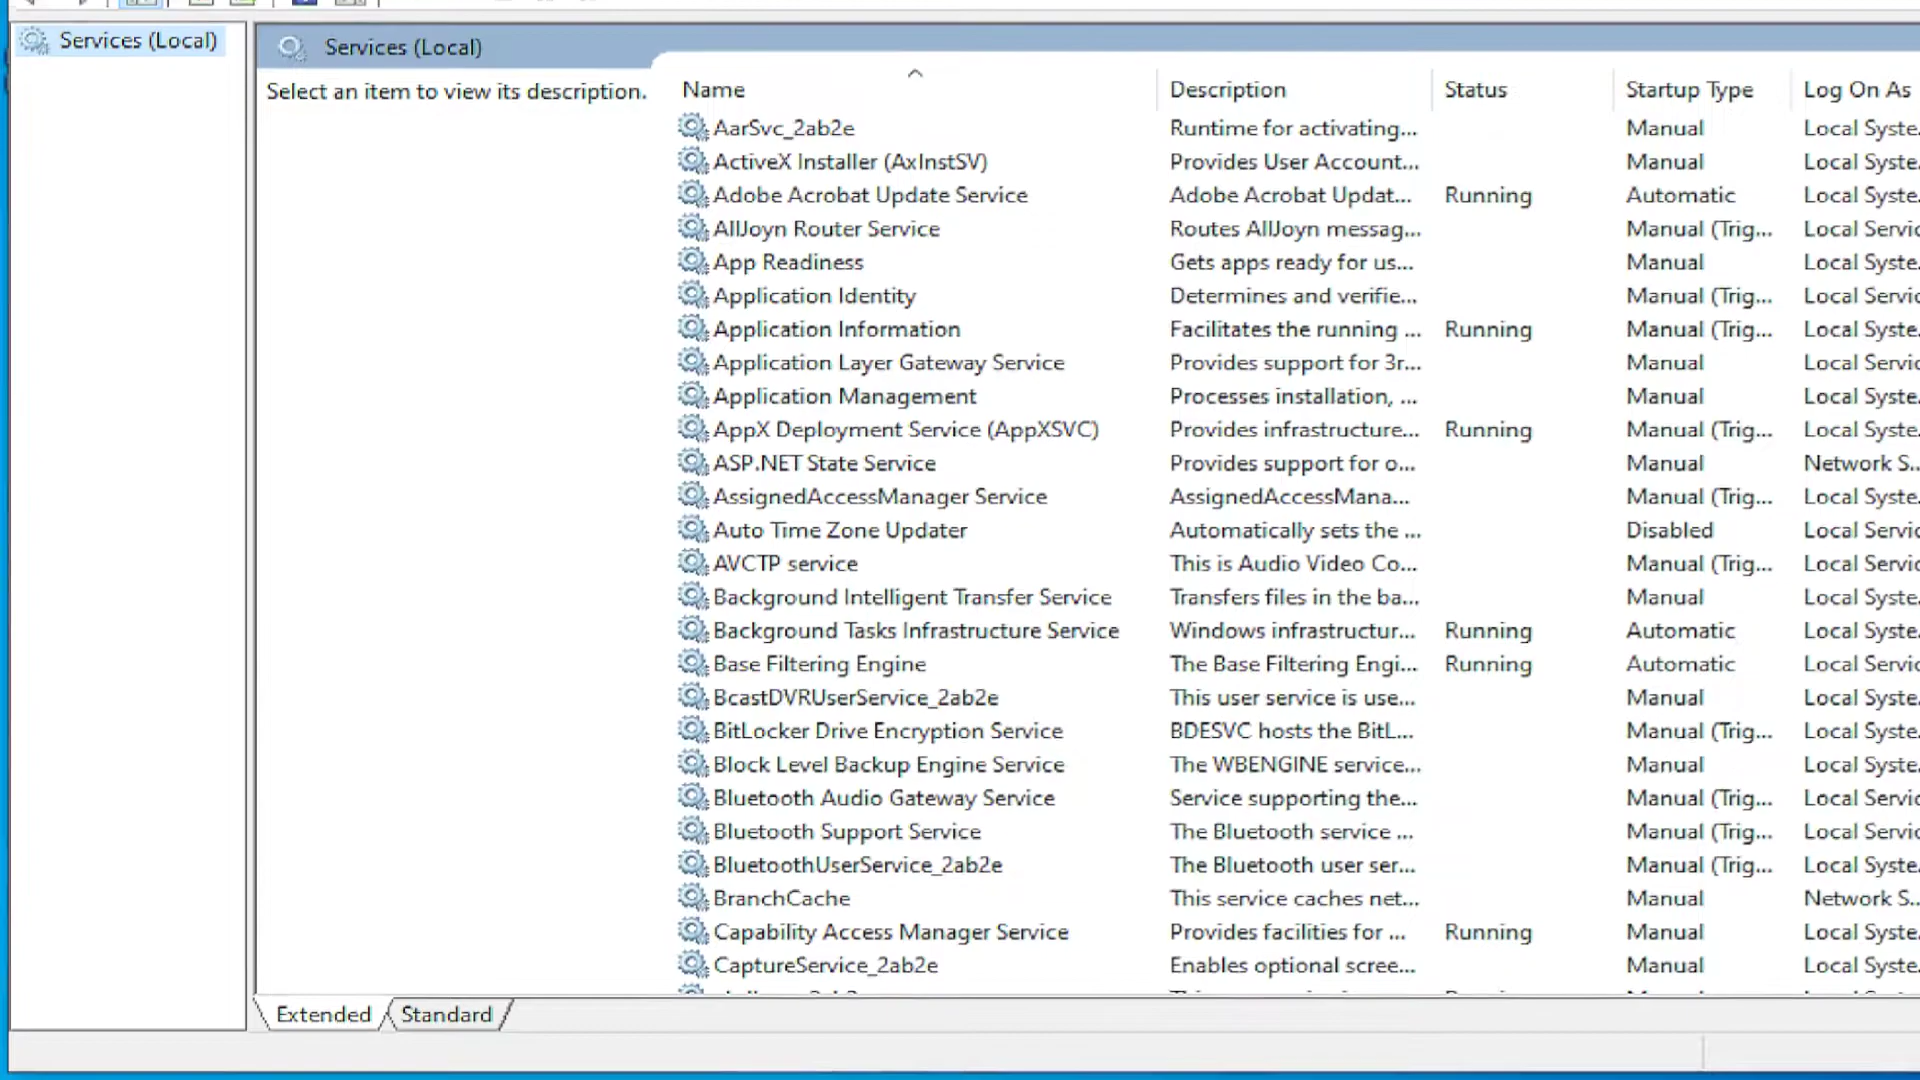 Services (Local)
Services (Local)
Select an item to view its description.
Name Description Status Startup Type Log On As
AarSvc_2ab2e Runtime for activating... Manual Local Syste.
ActiveX Installer (AxInstSV) Provides User Account... Manual Local Syste.
Adobe Acrobat Update Service Adobe Acrobat Updat... Running Automatic Local Syste.
AllJoyn Router Service Routes AllJoyn messag... Manual (Trig... Local Servic
App Readiness Gets apps ready for us... Manual Local Syste.
Application Identity Determines and verifie... Manual (Trig... Local Servic
Application Information Facilitates the running ... Running Manual (Trig... Local Syste.
Application Layer Gateway Service Provides support for 3r... Manual Local Servic
Application Management Processes installation, ... Manual Local Syste.
AppX Deployment Service (AppXSVC) Provides infrastructure... Running Manual (Trig... Local Syste.
ASP.NET State Service Provides support for o... Manual Network S..
AssignedAccessManager Service AssignedAccessMana... Manual (Trig... Local Syste.
Auto Time Zone Updater Automatically sets the ... Disabled Local Servic
AVCTP service This is Audio Video Co... Manual (Trig... Local Servic
Background Intelligent Transfer Service Transfers files in the ba... Manual Local Syste.
Background Tasks Infrastructure Service Windows infrastructur... Running Automatic Local Syste.
Base Filtering Engine The Base Filtering Engi... Running Automatic Local Servic
BcastDVRUserService_2ab2e This user service is use... Manual Local Syste.
BitLocker Drive Encryption Service BDESVC hosts the BitL... Manual (Trig... Local Syste.
Block Level Backup Engine Service The WBENGINE service... Manual Local Syste.
Bluetooth Audio Gateway Service Service supporting the... Manual (Trig... Local Servic
Bluetooth Support Service The Bluetooth service ... Manual (Trig... Local Servic
BluetoothUserService_2ab2e The Bluetooth user ser... Manual (Trig... Local Syste.
BranchCache This service caches net... Manual Network S..
Capability Access Manager Service Provides facilities for ... Running Manual Local Syste.
CaptureService_2ab2e Enables optional scree... Manual Local Syste.
Extended Standard